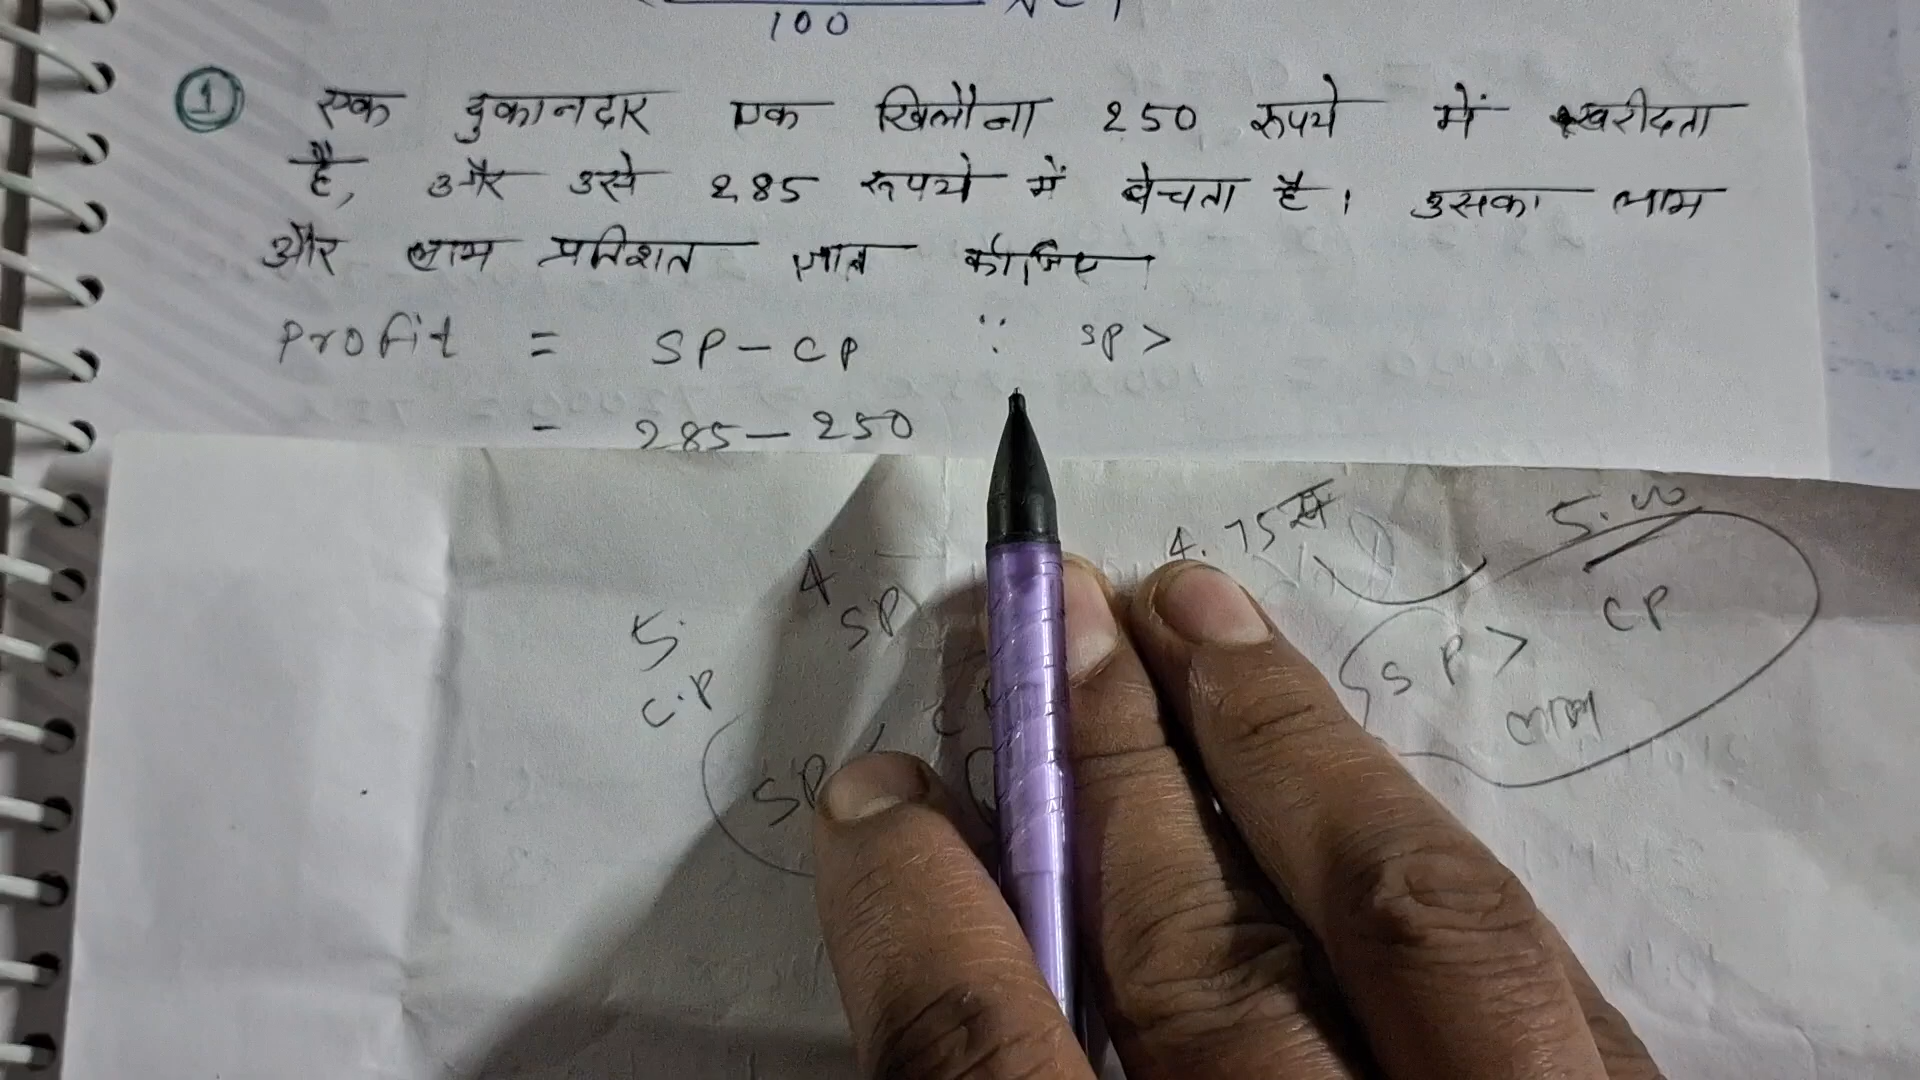 100
① एक दुकानदार एक खिलौना 250 रुपये में खरीदता
है, और उसे 285 रूपये में बेचता है। उसका लाभ
और लाभ प्रतिशत ज्ञात कीजिए
Profit = SP - CP ∵ SP >
= 285 - 250
4.75 से 5.00
4
SP
5.
C.P
CP
SP >
लाभ
SP <